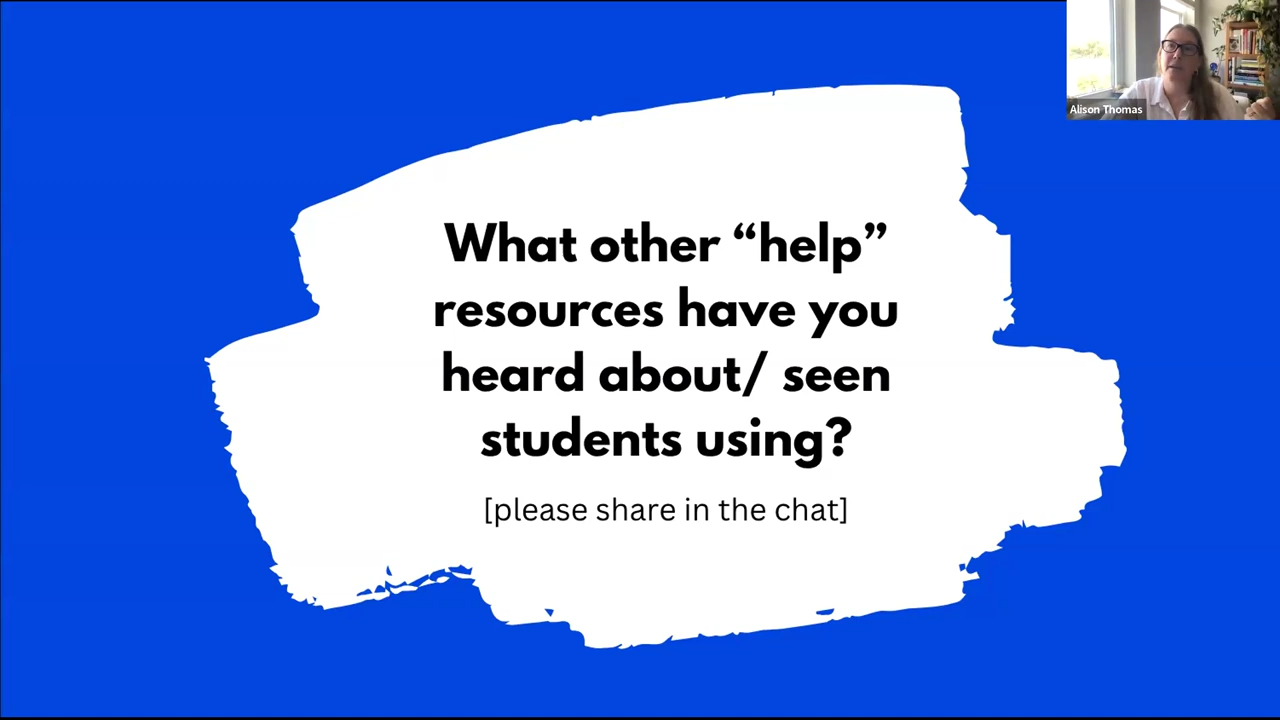 Alison Thomas
What other “help”
resources have you
heard about/ seen
students using?
[please share in the chat]